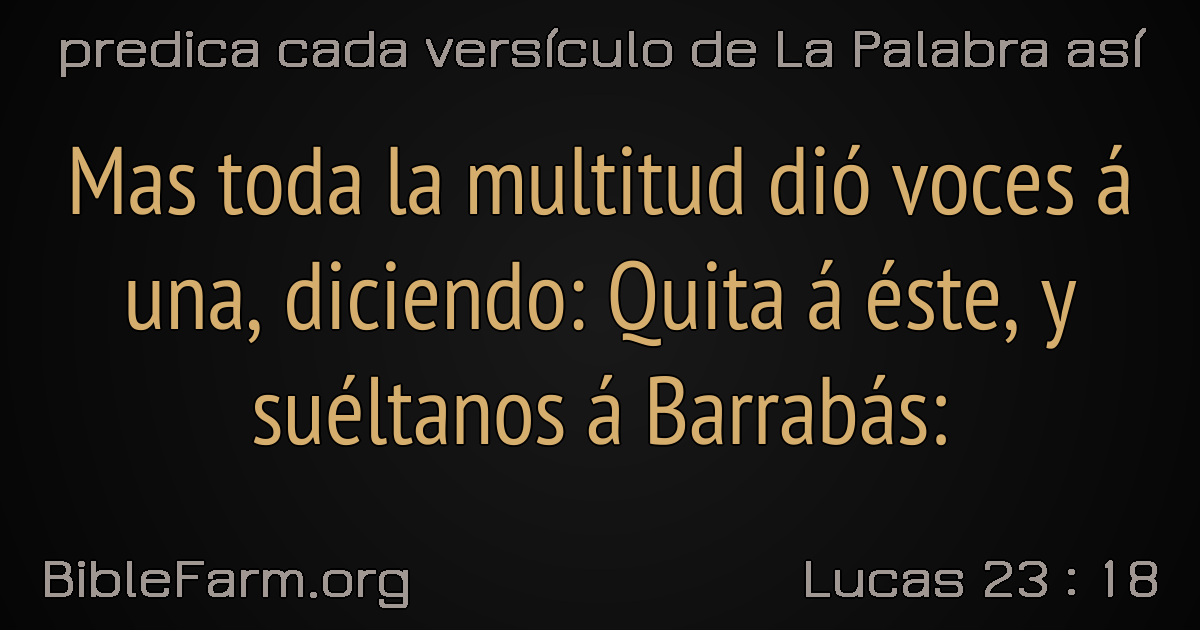 predica cada versículo de La Palabra así
Mas toda la multitud dió voces á
una, diciendo: Quita á éste, y
suéltanos á Barrabás:
BibleFarm.org
Lucas 23 : 18